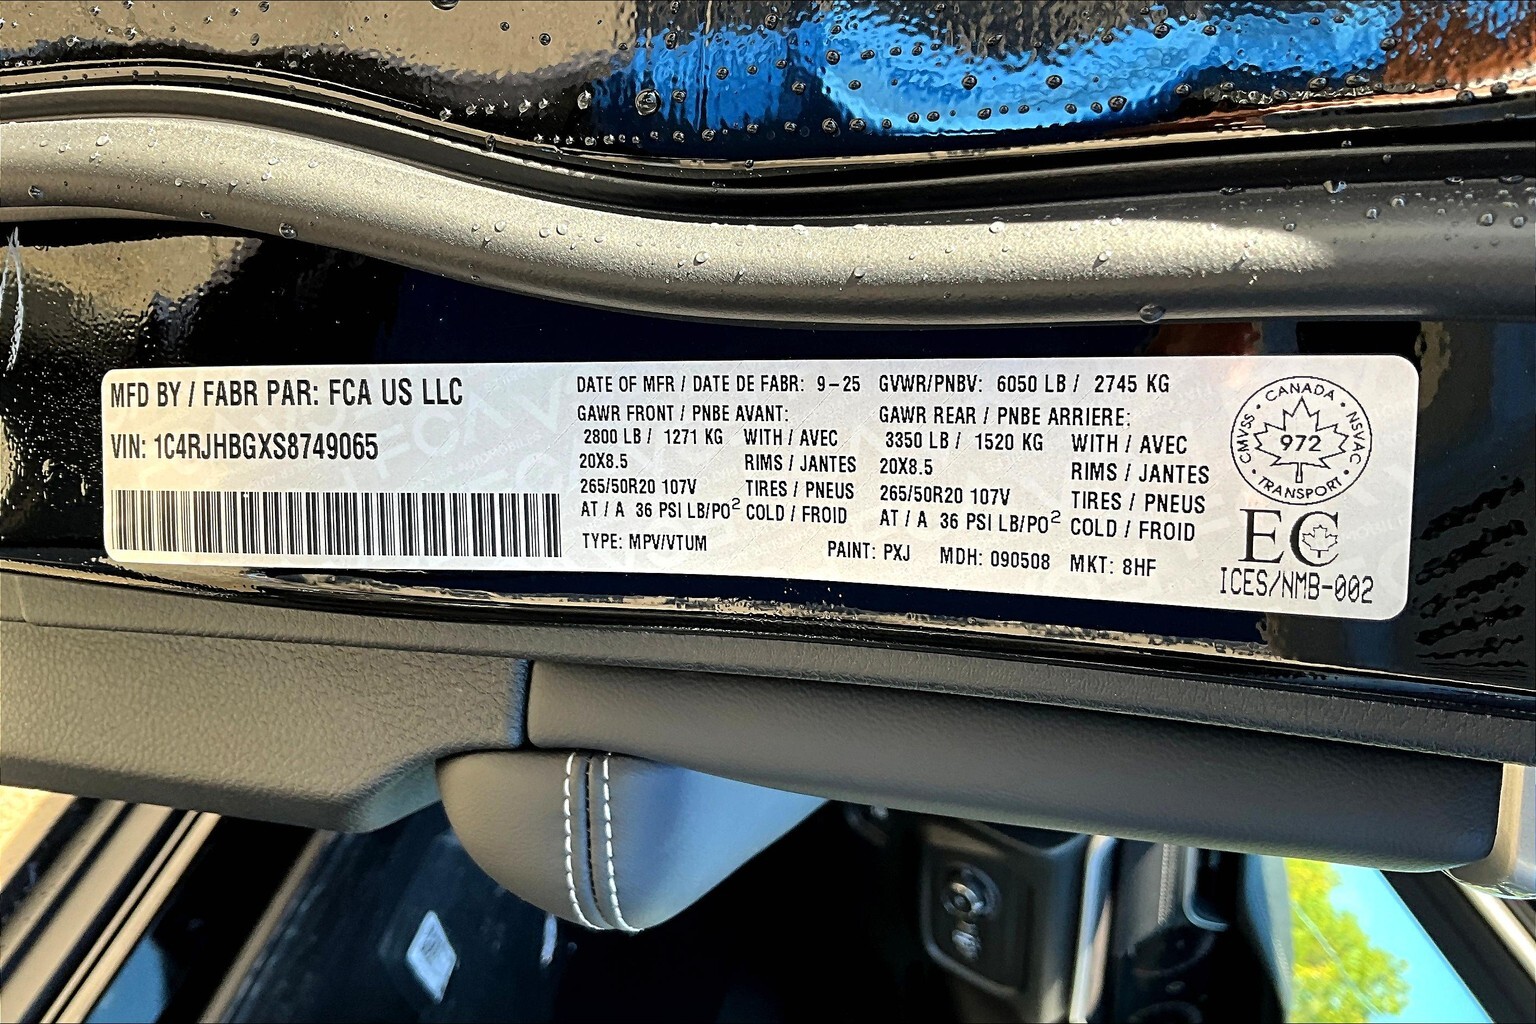 MFD BY / FABR PAR: FCA US LLC
VIN: 1C4RJHBGXS8749065
DATE OF MFR / DATE DE FABR: 9-25
GAWR FRONT / PNBE AVANT:
2800 LB / 1271 KG WITH / AVEC
20X8.5 RIMS / JANTES
265/50R20 107V TIRES / PNEUS
AT / A 36 PSI LB/PO² COLD / FROID
TYPE: MPV/VTUM
GVWR/PNBV: 6050 LB / 2745 KG
GAWR REAR / PNBE ARRIERE:
3350 LB / 1520 KG WITH / AVEC
20X8.5 RIMS / JANTES
265/50R20 107V TIRES / PNEUS
AT / A 36 PSI LB/PO² COLD / FROID
PAINT: PXJ MDH: 090508 MKT: 8HF
CMVSS • CANADA • NSVAC • TRANSPORT •
972
EC
ICES/NMB-002